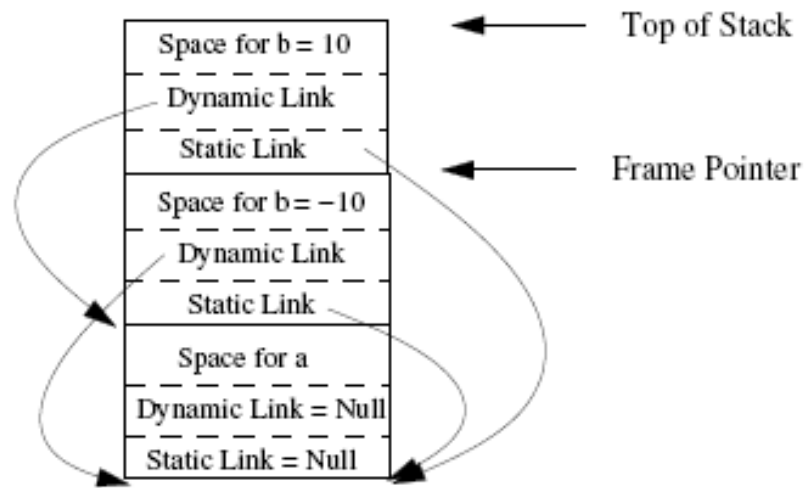 Space for b = 10
Top of Stack
Dynamic Link
Static Link
Frame Pointer
Space for b = −10
Dynamic Link
Static Link
Space for a
Dynamic Link = Null
Static Link = Null